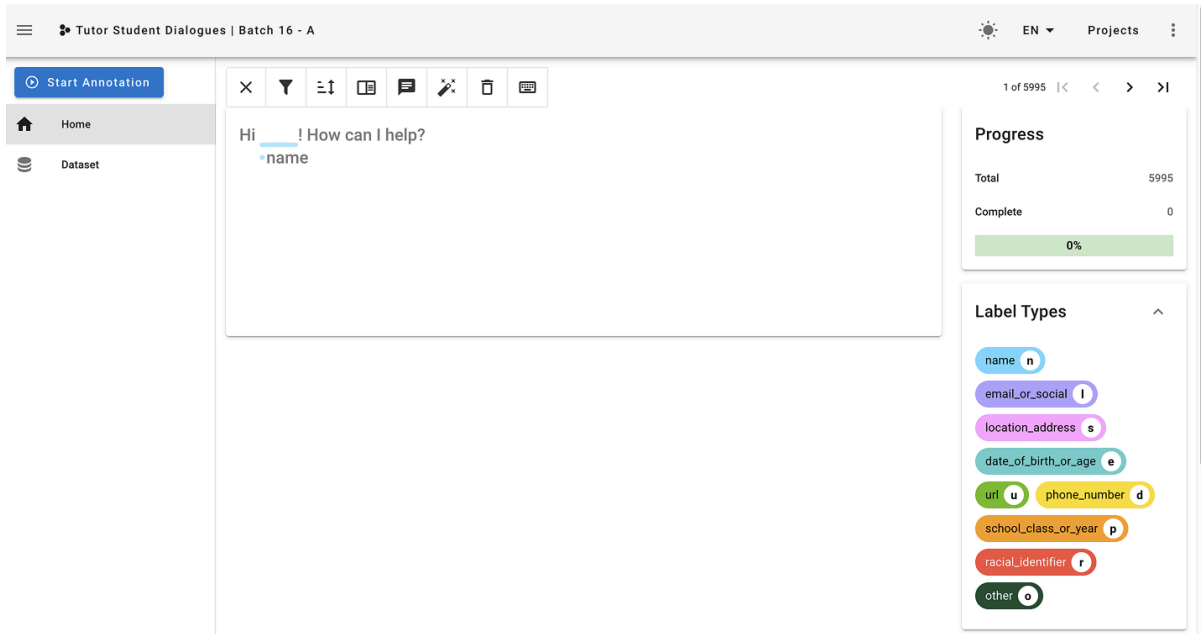 Tutor Student Dialogues | Batch 16 - A
EN
Projects
Start Annotation
Home
Dataset
1 of 5995
Hi ____! How can I help?
name
Progress
Total 5995
Complete 0
0%
Label Types
name n
email_or_social l
location_address s
date_of_birth_or_age e
url u phone_number d
school_class_or_year p
racial_identifier r
other o